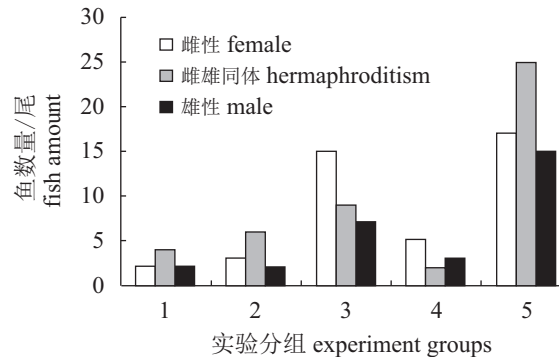 30
25
20
15
10
5
0
鱼数量/尾
fish amount
雌性 female
雌雄同体 hermaphroditism
雄性 male
1 2 3 4 5
实验分组 experiment groups